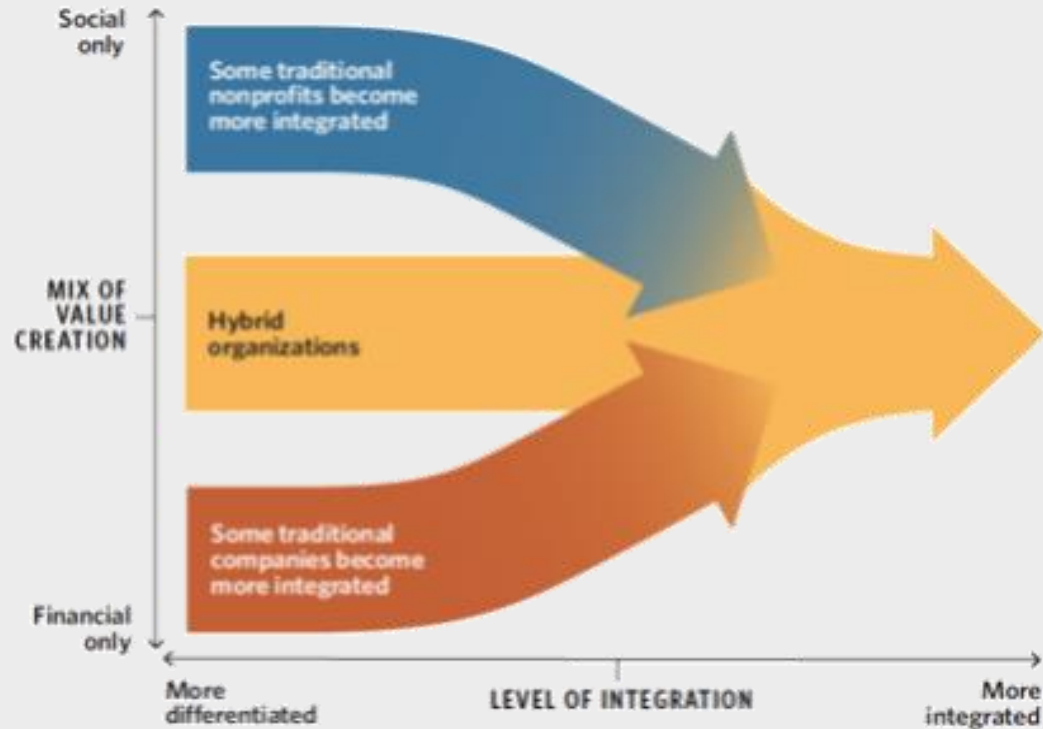 Social
only
Some traditional
nonprofits become
more integrated
MIX OF
VALUE
CREATION
Hybrid
organizations
Some traditional
companies become
more integrated
Financial
only
More
differentiated
LEVEL OF INTEGRATION
More
integrated